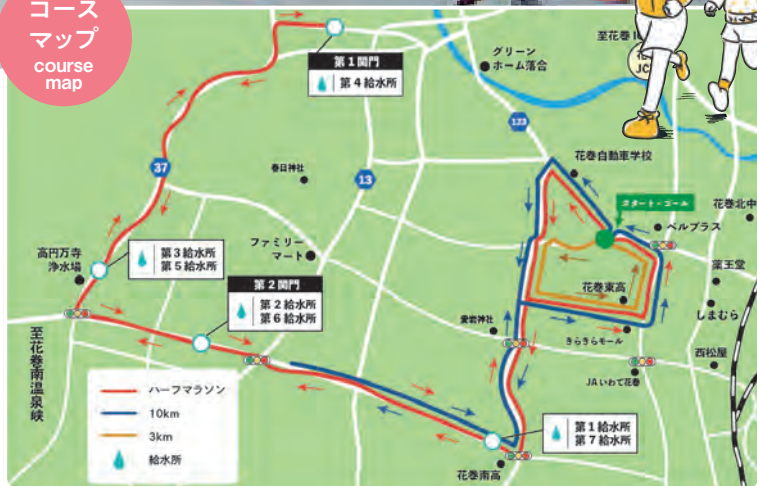 コース
マップ
course
map
第1関門
第4給水所
グリーン
ホーム落合
至花巻IC
JC
123
花巻自動車学校
37
春日神社
13
スタート・ゴール
ベルプラス
花巻北中
高円万寺
浄水場
第3給水所
第5給水所
ファミリー
マート
薬王堂
第2関門
第2給水所
第6給水所
花巻東高
しまむら
愛宕神社
きらきらモール
西松屋
至花巻南温泉峡
JAいわて花巻
ハーフマラソン
10km
3km
給水所
第1給水所
第7給水所
花巻南高